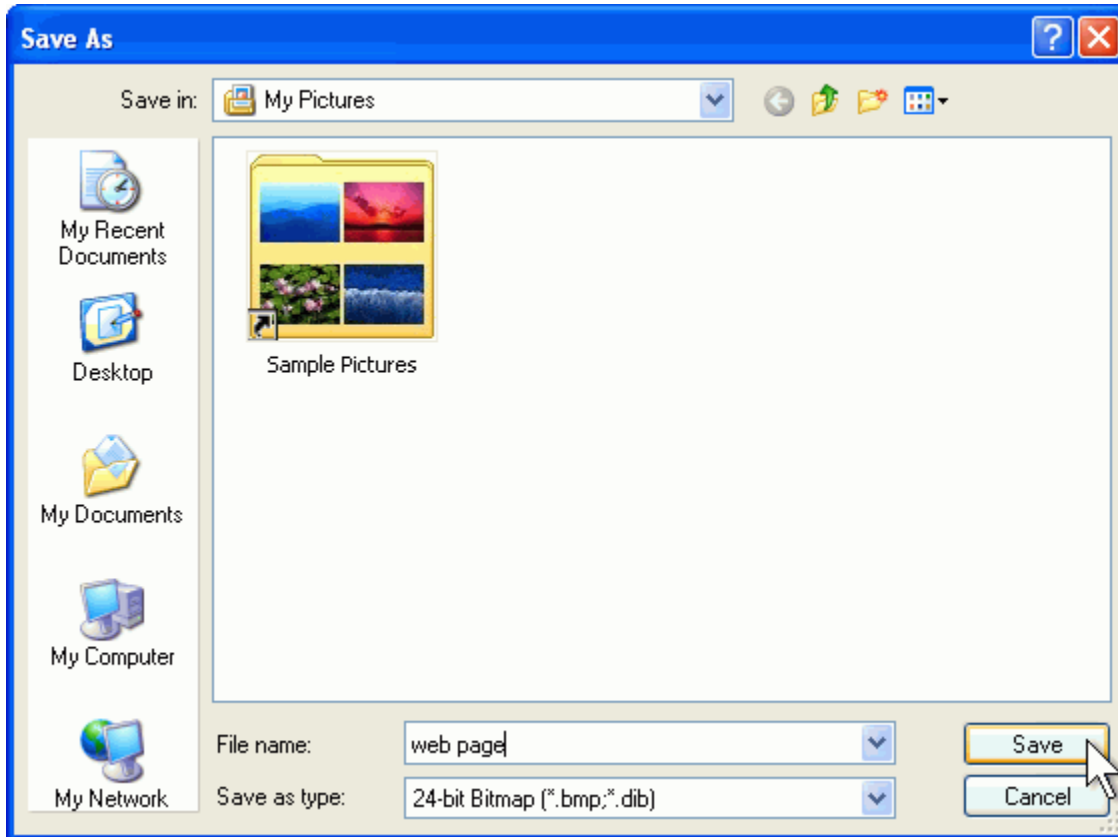 Save As
Save in:
My Pictures
My Recent
Documents
Desktop
My Documents
My Computer
My Network
Sample Pictures
File name:
web page
Save
Save as type:
24-bit Bitmap (*.bmp;*.dib)
Cancel